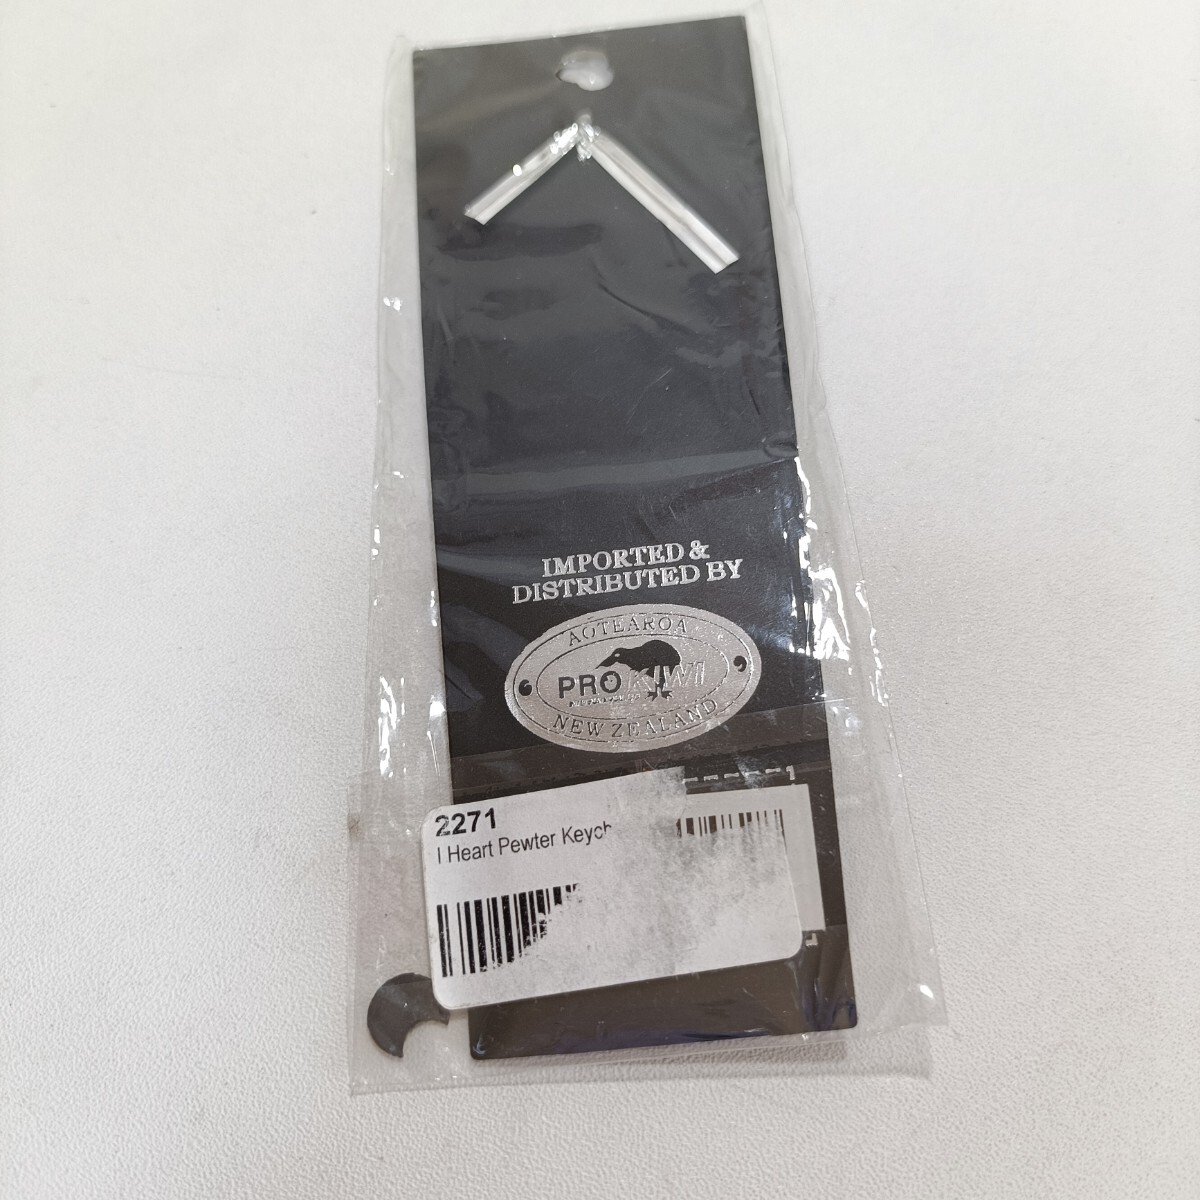 IMPORTED &
DISTRIBUTED BY
AOTEAROA
PRO KIWI
NEW ZEALAND
2271
I Heart Pewter Keych